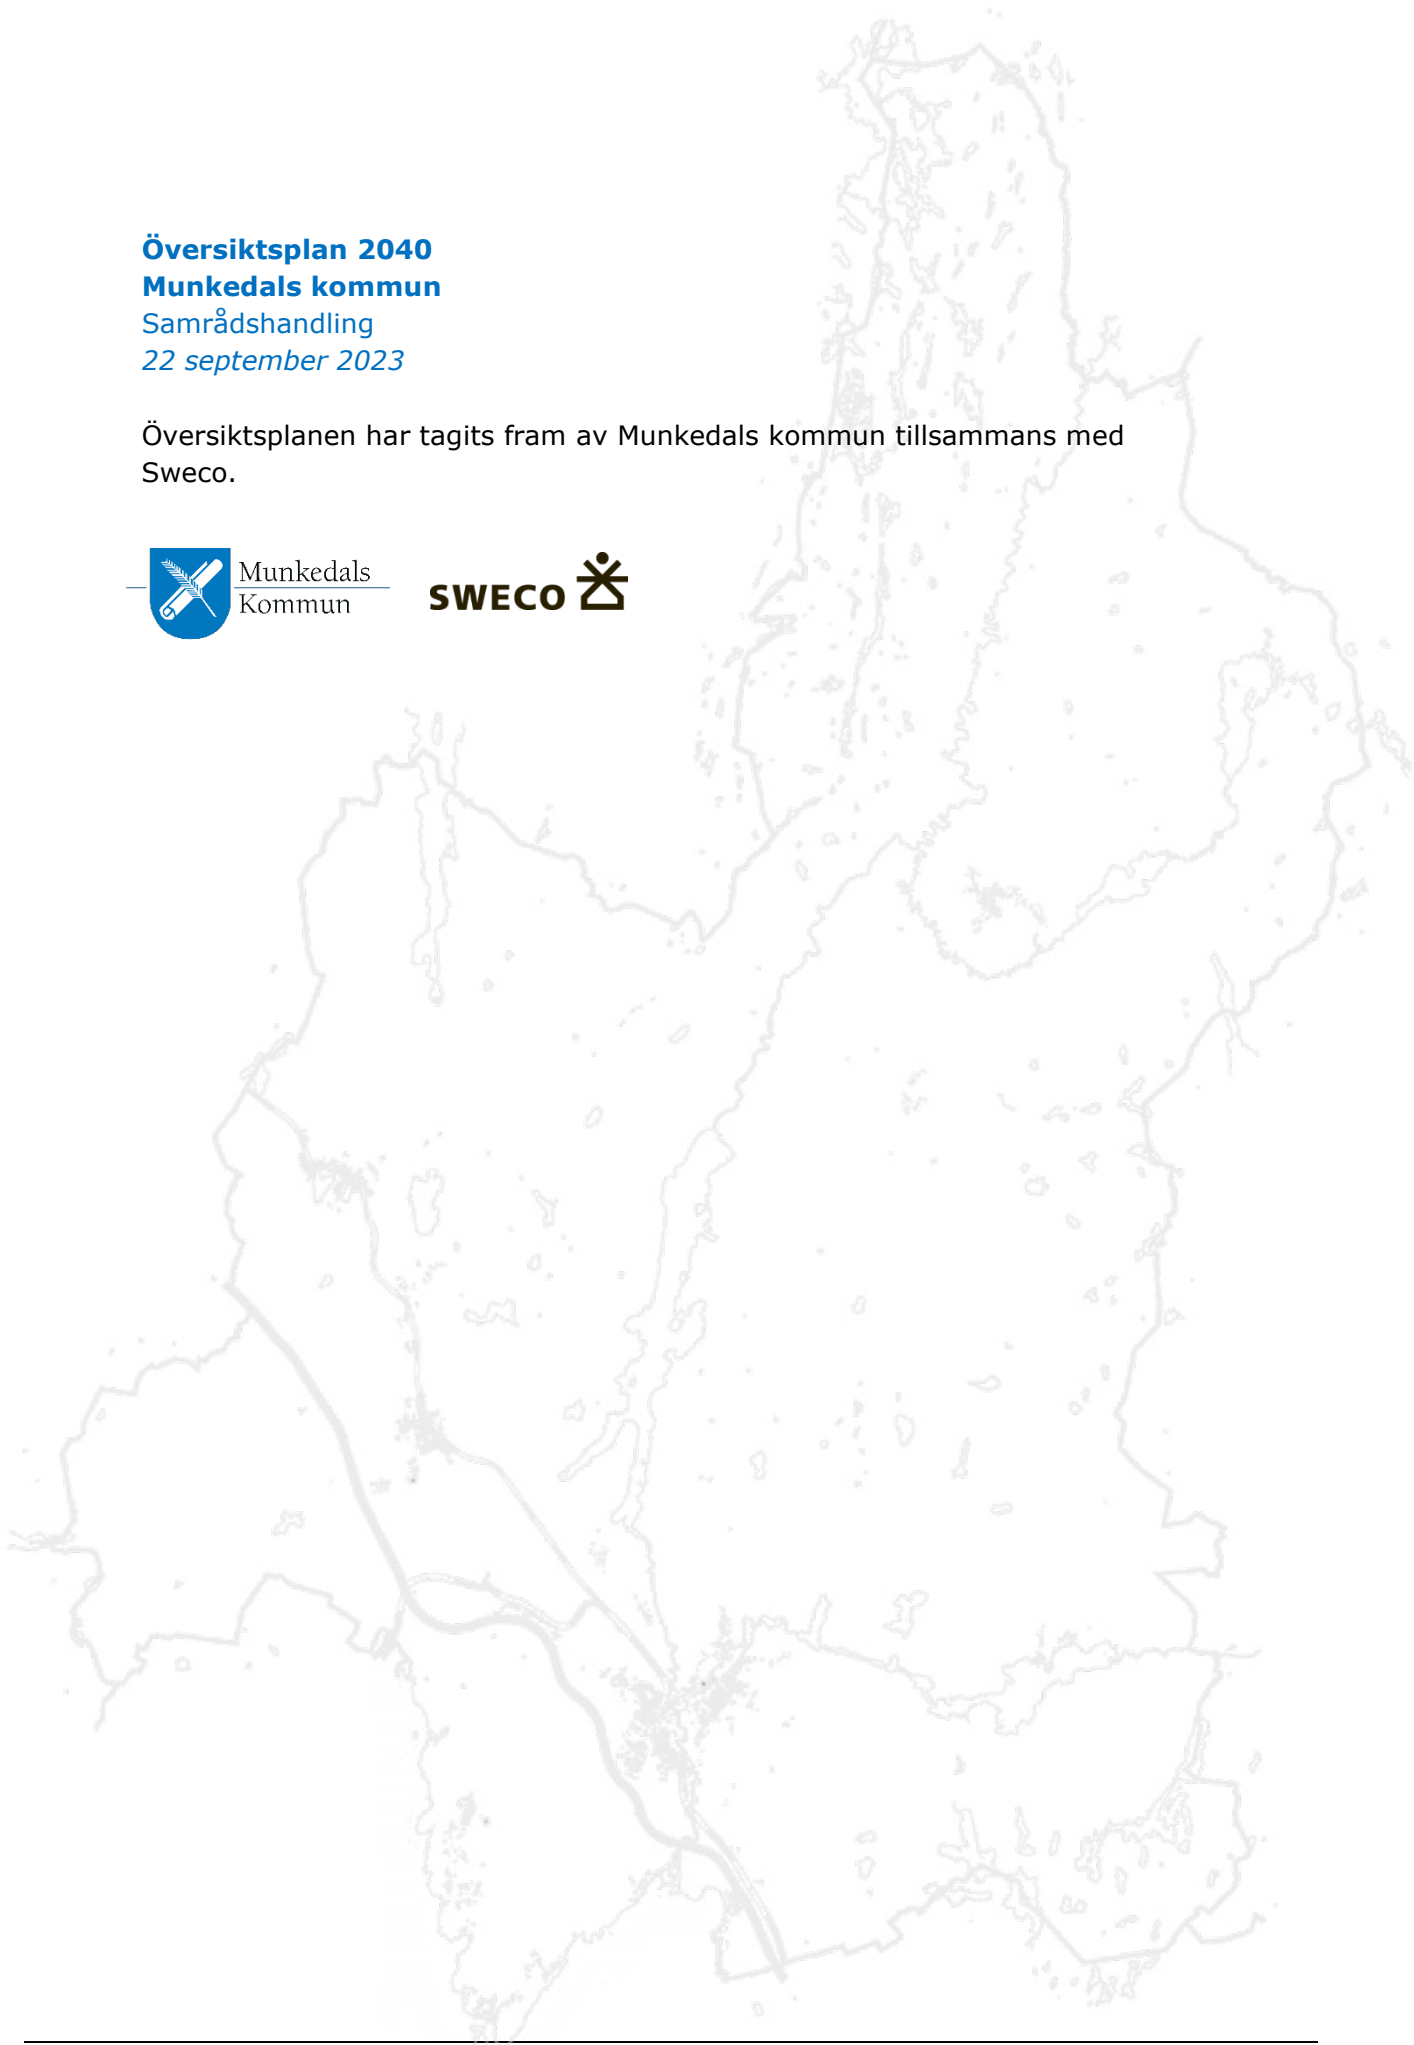 Översiktsplan 2040
Munkedals kommun
Samrådshandling
22 september 2023
Översiktsplanen har tagits fram av Munkedals kommun tillsammans med
Sweco.
Munkedals
Kommun
SWECO